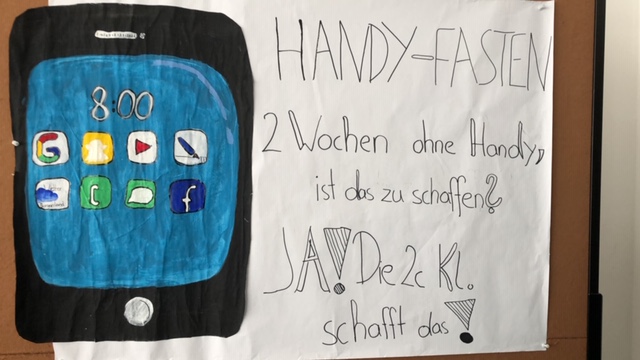 8:00
G
f
HANDY-FASTEN
2 Wochen ohne Handy,
ist das zu schaffen?
JA! Die 2c Kl.
schafft das!